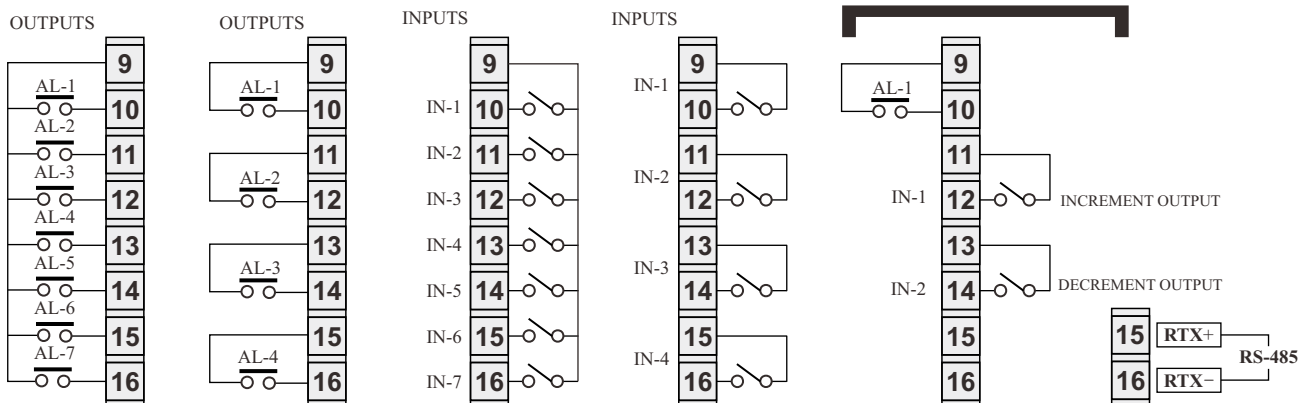 OUTPUTS
9
AL-1
10
AL-2
11
AL-3
12
AL-4
13
AL-5
14
AL-6
15
AL-7
16
OUTPUTS
9
AL-1
10
11
AL-2
12
13
AL-3
14
15
AL-4
16
INPUTS
9
IN-1 10
IN-2 11
IN-3 12
IN-4 13
IN-5 14
IN-6 15
IN-7 16
INPUTS
9
IN-1
10
11
IN-2
12
13
IN-3
14
15
IN-4
16
9
AL-1
10
11
IN-1 12 INCREMENT OUTPUT
13
IN-2 14 DECREMENT OUTPUT
15
16
15 RTX+
RS-485
16 RTX−